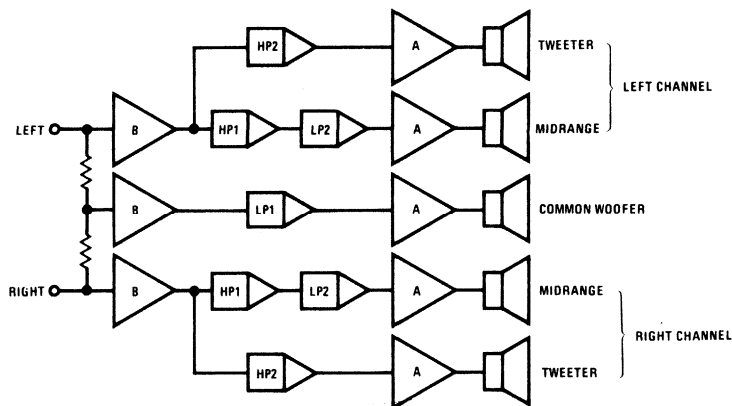 HP2 A TWEETER
LEFT CHANNEL
LEFT B HP1 LP2 A MIDRANGE
B LP1 A COMMON WOOFER
RIGHT B HP1 LP2 A MIDRANGE
RIGHT CHANNEL
HP2 A TWEETER